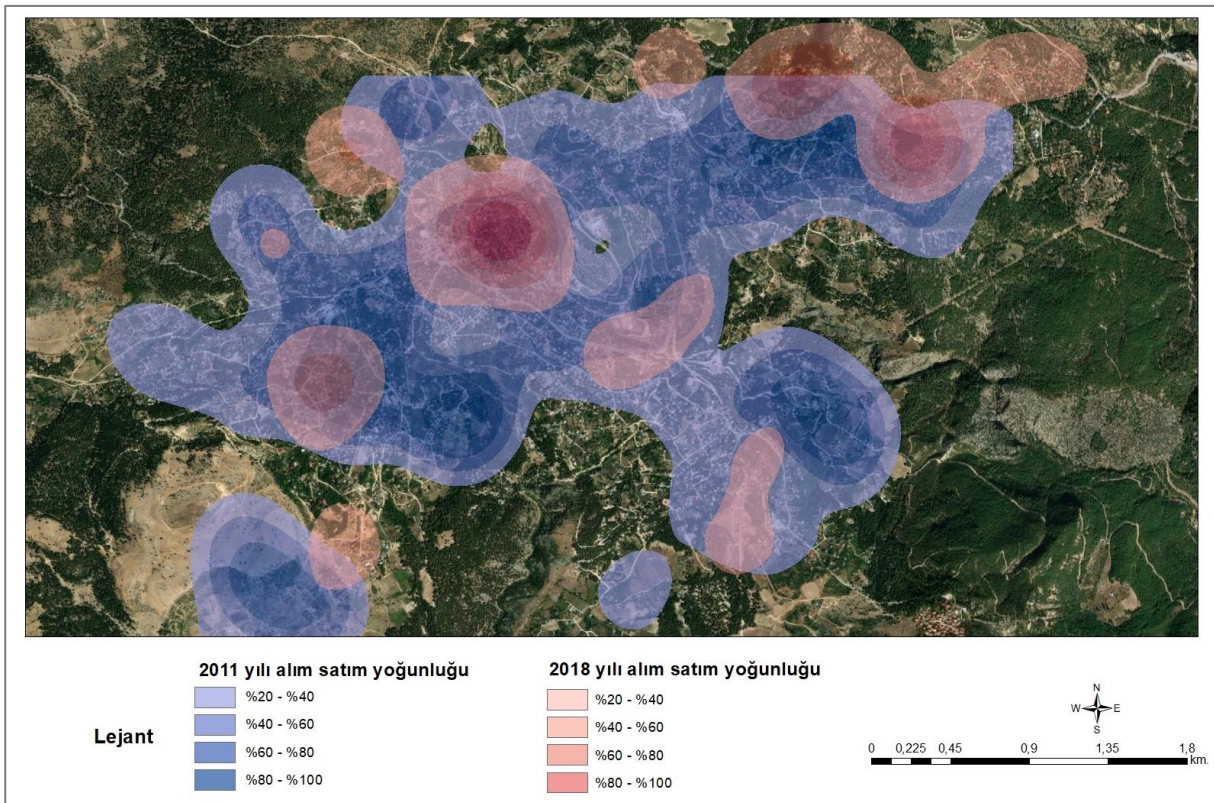 2011 yılı alım satım yoğunluğu
%20 - %40
%40 - %60
%60 - %80
%80 - %100
2018 yılı alım satım yoğunluğu
%20 - %40
%40 - %60
%60 - %80
%80 - %100
Lejant
N
W E
S
0 0,225 0,45 0,9 1,35 1,8
km.